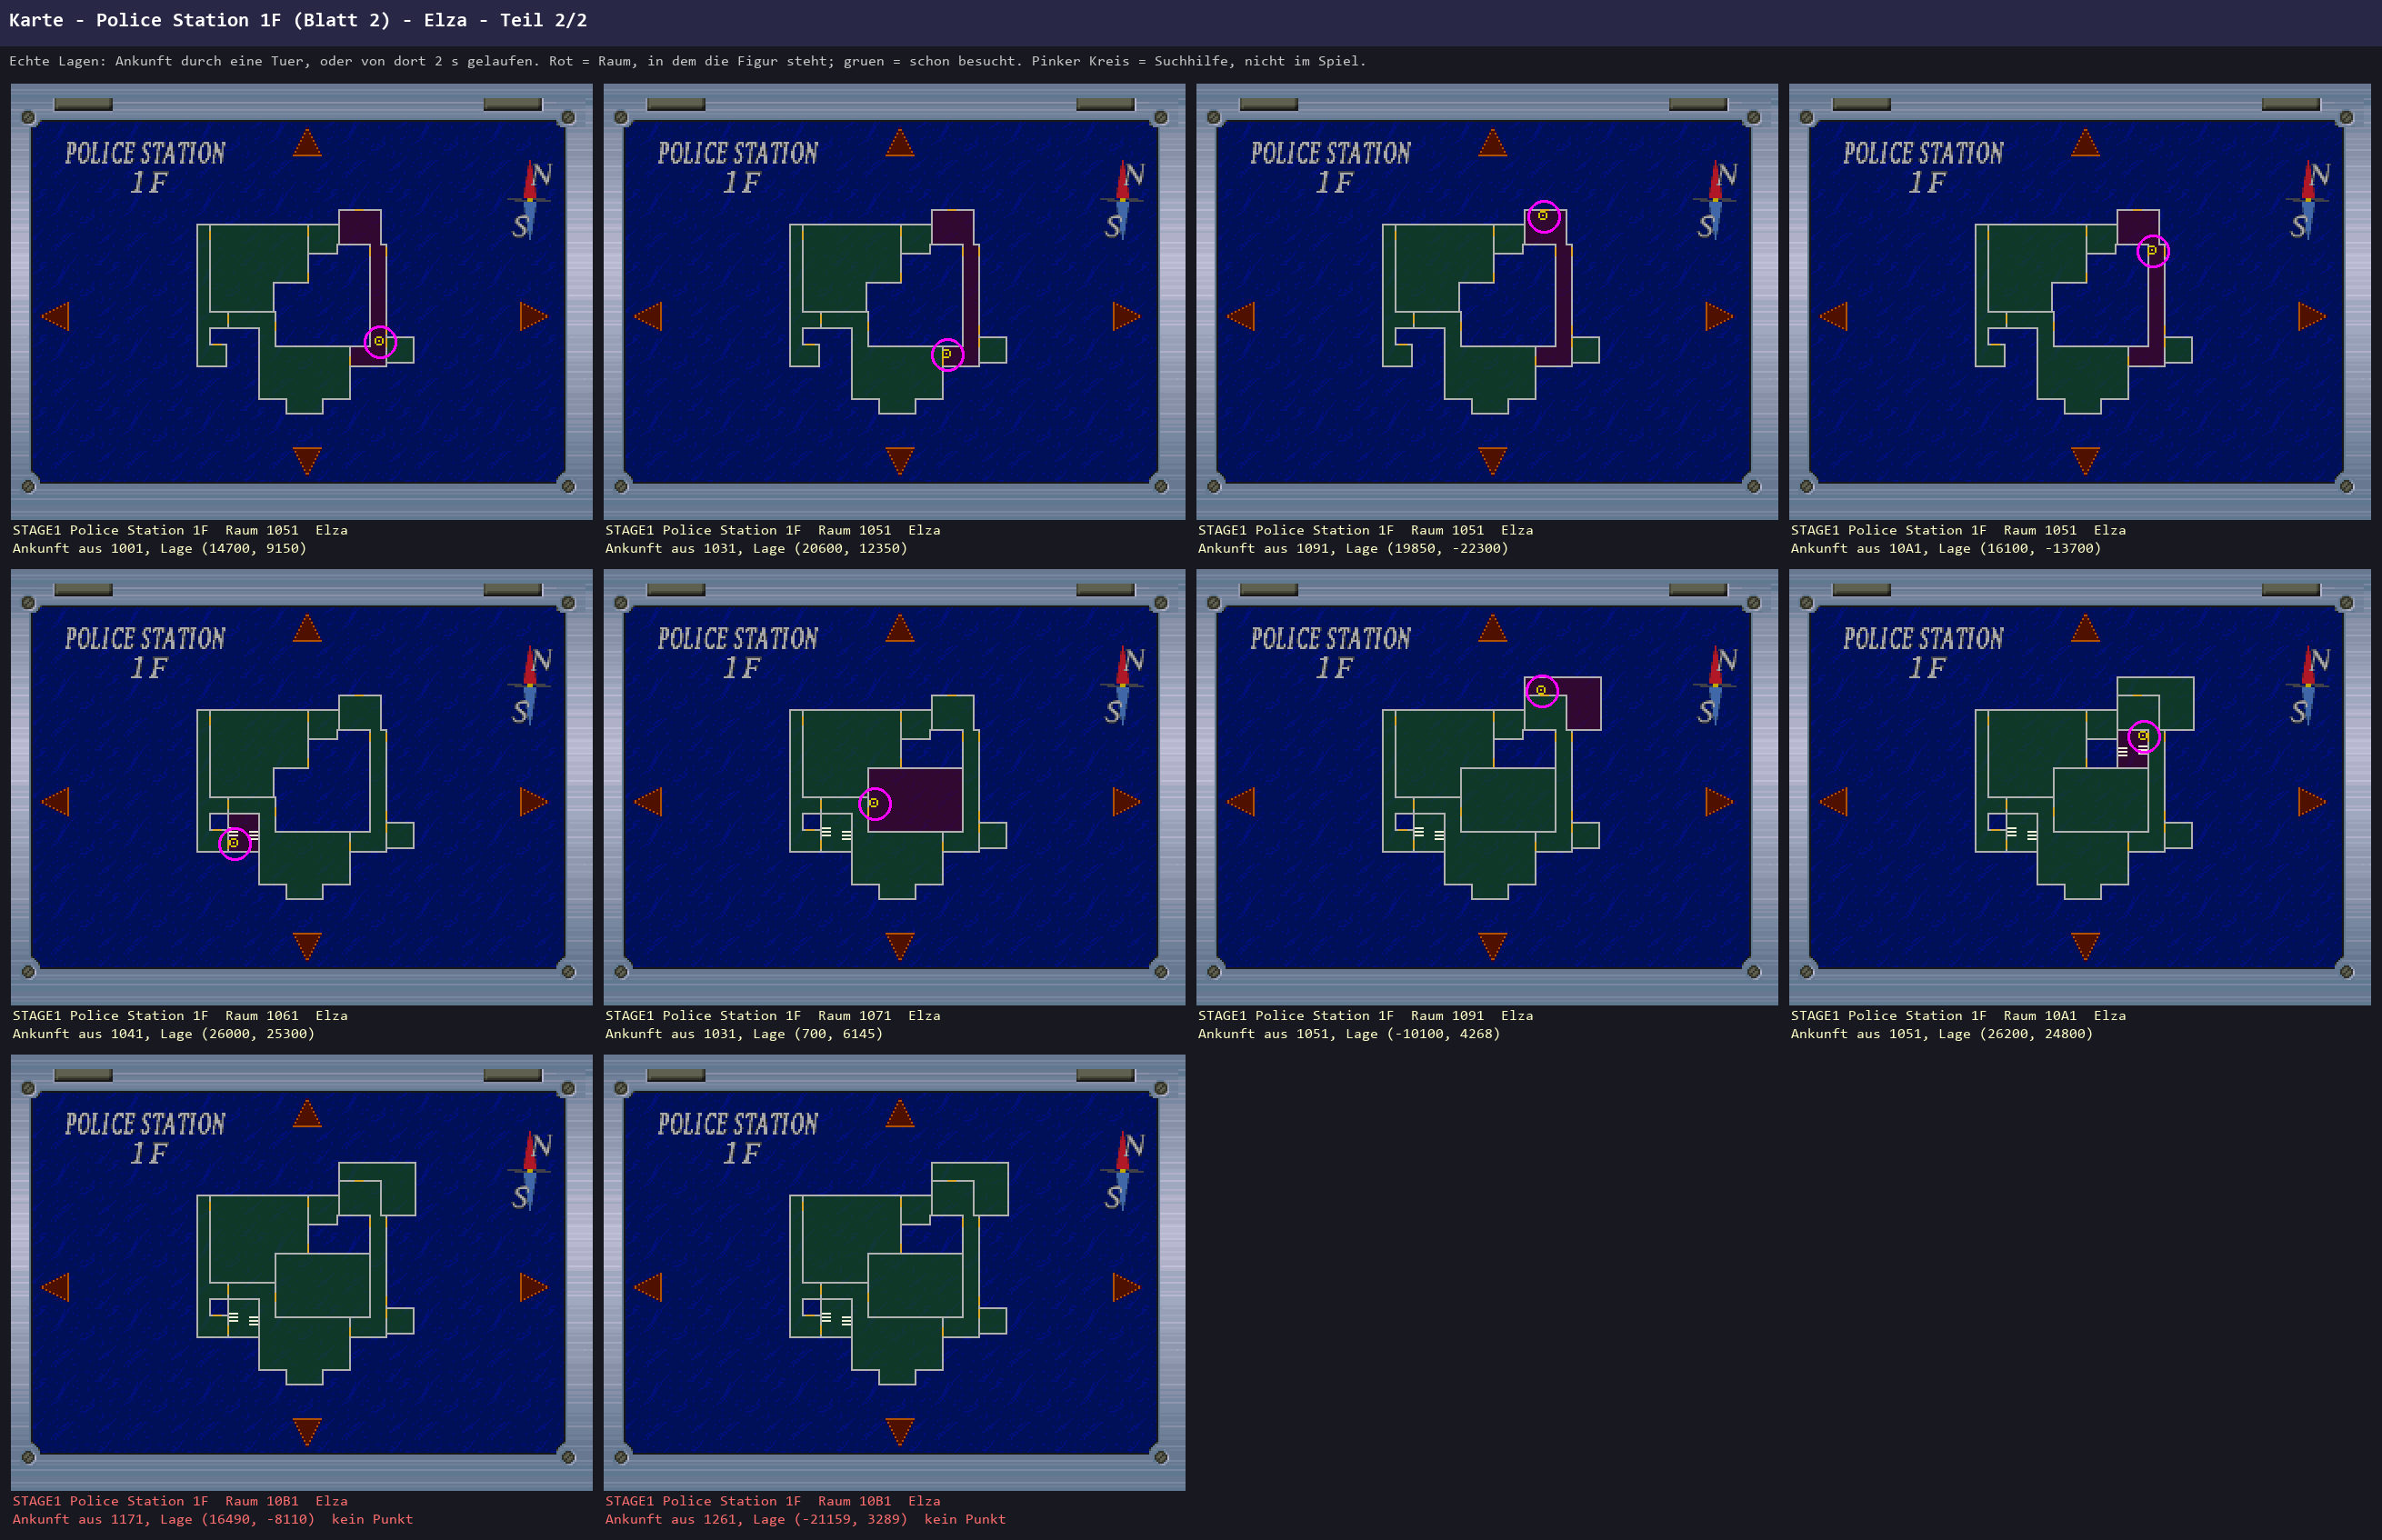 Karte - Police Station 1F (Blatt 2) - Elza - Teil 2/2
Echte Lagen: Ankunft durch eine Tuer, oder von dort 2 s gelaufen. Rot = Raum, in dem die Figur steht; gruen = schon besucht. Pinker Kreis = Suchhilfe, nicht im Spiel.
POLICE STATION
1F
N
S
POLICE STATION
1F
N
S
POLICE STATION
1F
N
S
POLICE STATION
1F
N
S
STAGE1 Police Station 1F  Raum 1051  Elza
Ankunft aus 1001, Lage (14700, 9150)
STAGE1 Police Station 1F  Raum 1051  Elza
Ankunft aus 1031, Lage (20600, 12350)
STAGE1 Police Station 1F  Raum 1051  Elza
Ankunft aus 1091, Lage (19850, -22300)
STAGE1 Police Station 1F  Raum 1051  Elza
Ankunft aus 10A1, Lage (16100, -13700)
POLICE STATION
1F
N
S
POLICE STATION
1F
N
S
POLICE STATION
1F
N
S
POLICE STATION
1F
N
S
STAGE1 Police Station 1F  Raum 1061  Elza
Ankunft aus 1041, Lage (26000, 25300)
STAGE1 Police Station 1F  Raum 1071  Elza
Ankunft aus 1031, Lage (700, 6145)
STAGE1 Police Station 1F  Raum 1091  Elza
Ankunft aus 1051, Lage (-10100, 4268)
STAGE1 Police Station 1F  Raum 10A1  Elza
Ankunft aus 1051, Lage (26200, 24800)
POLICE STATION
1F
N
S
POLICE STATION
1F
N
S
STAGE1 Police Station 1F  Raum 10B1  Elza
Ankunft aus 1171, Lage (16490, -8110)  kein Punkt
STAGE1 Police Station 1F  Raum 10B1  Elza
Ankunft aus 1261, Lage (-21159, 3289)  kein Punkt